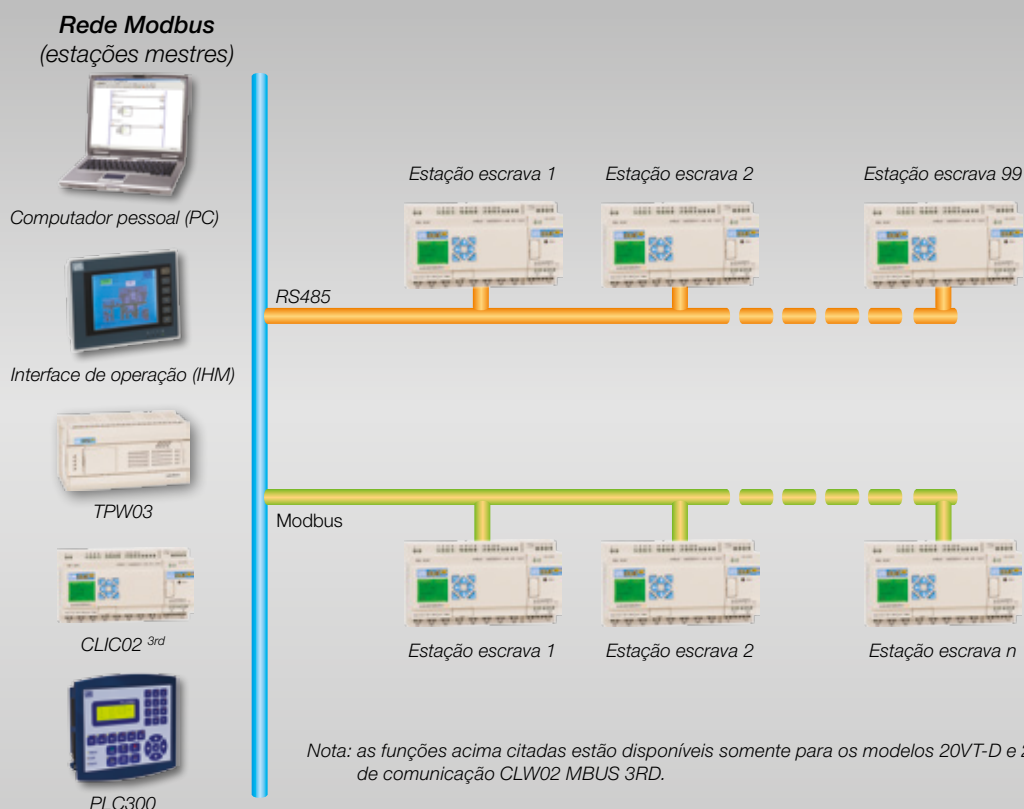 Rede Modbus
(estações mestres)
Computador pessoal (PC)
Interface de operação (IHM)
TPW03
CLIC02 3rd
PLC300
Estação escrava 1
Estação escrava 2
Estação escrava 99
RS485
Modbus
Estação escrava 1
Estação escrava 2
Estação escrava n
Nota: as funções acima citadas estão disponíveis somente para os modelos 20VT-D e
de comunicação CLW02 MBUS 3RD.